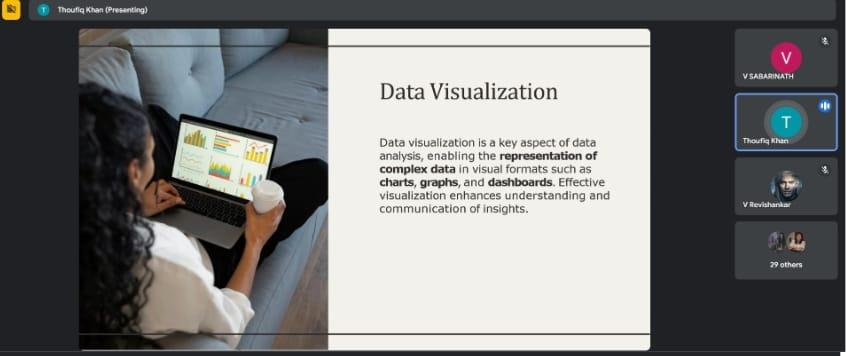 T Thoufiq Khan (Presenting)
Data Visualization
Data visualization is a key aspect of data
analysis, enabling the representation of
complex data in visual formats such as
charts, graphs, and dashboards. Effective
visualization enhances understanding and
communication of insights.
V
V SABARINATH
T
Thoufiq Khan
V Revishankar
29 others